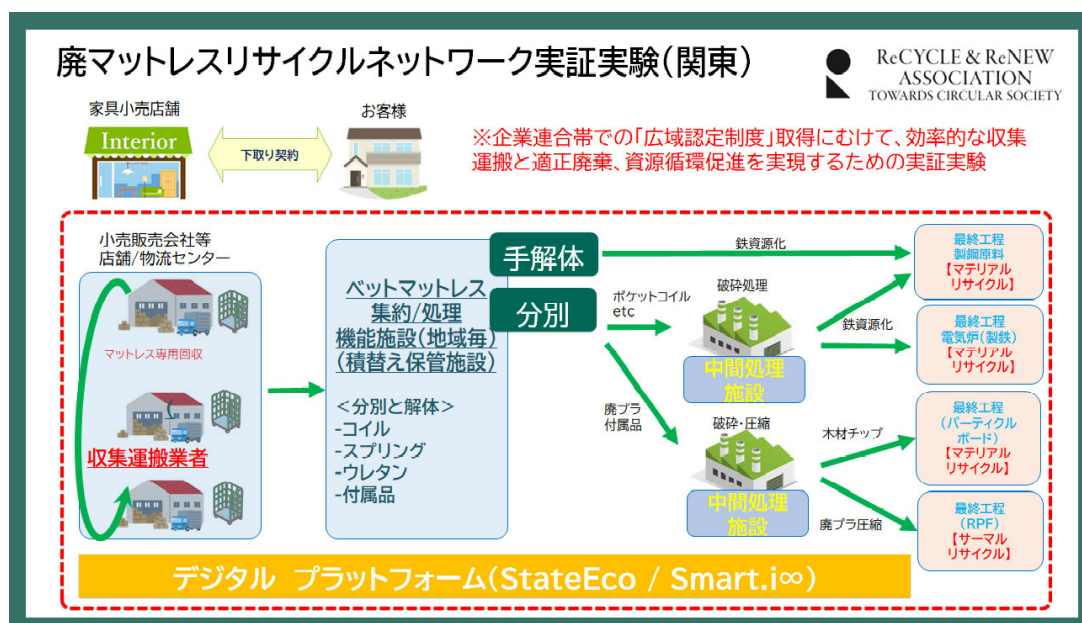 廃マットレスリサイクルネットワーク実証実験(関東)
ReCYCLE & ReNEW
ASSOCIATION
TOWARDS CIRCULAR SOCIETY
家具小売店舗
Interior
下取り契約
お客様
※企業連合帯での「広域認定制度」取得にむけて、効率的な収集
運搬と適正廃棄、資源循環促進を実現するための実証実験
小売販売会社等
店舗/物流センター
マットレス専用回収
収集運搬業者
ベットマットレス
集約/処理
機能施設(地域毎)
(積替え保管施設)
<分別と解体>
-コイル
-スプリング
-ウレタン
-付属品
手解体
分別
鉄資源化
ポケットコイル
etc
破砕処理
中間処理
施設
鉄資源化
廃プラ
付属品
破砕・圧縮
中間処理
施設
木材チップ
廃プラ圧縮
最終工程
製鋼原料
【マテリアル
リサイクル】
最終工程
電気炉(製鉄)
【マテリアル
リサイクル】
最終工程
(パーティクル
ボード)
【マテリアル
リサイクル】
最終工程
(RPF)
【サーマル
リサイクル】
デジタル プラットフォーム(StateEco / Smart.i∞)